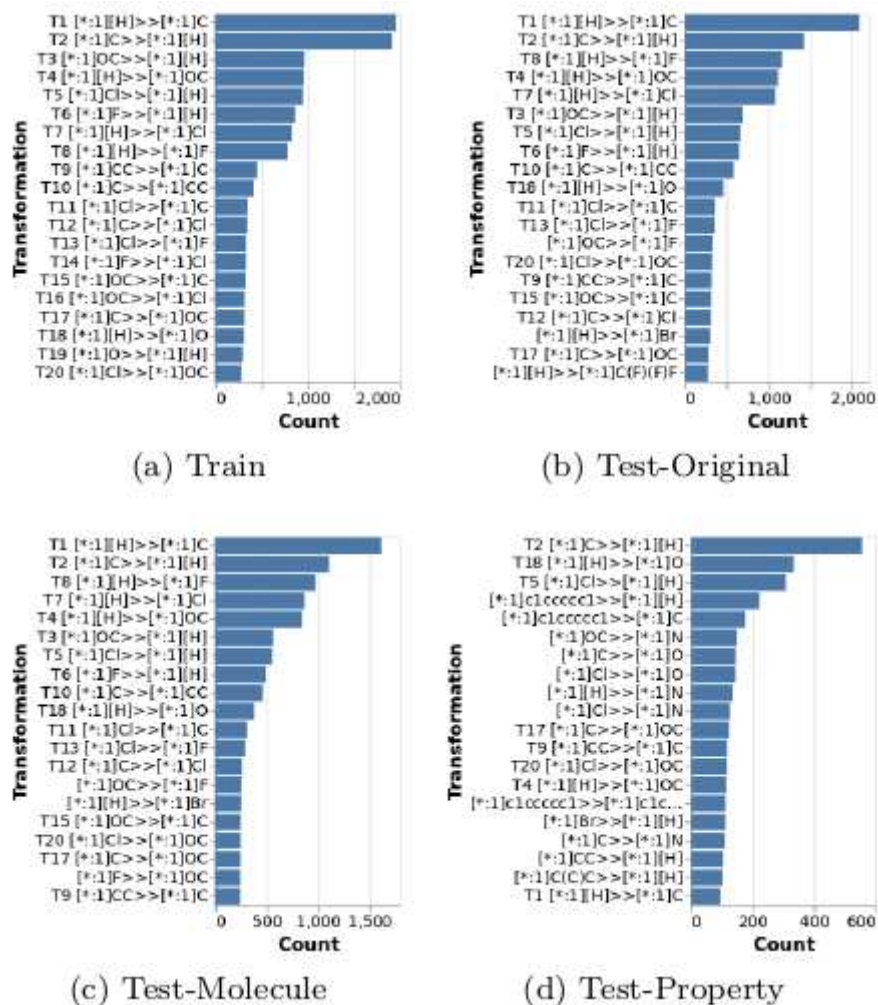 Transformation
T1 [*:1][H]>>[*:1]C
T2 [*:1]C>>[*:1][H]
T3 [*:1]OC>>[*:1][H]
T4 [*:1][H]>>[*:1]OC
T5 [*:1]Cl>>[*:1][H]
T6 [*:1]F>>[*:1][H]
T7 [*:1][H]>>[*:1]Cl
T8 [*:1][H]>>[*:1]F
T9 [*:1]CC>>[*:1]C
T10 [*:1]C>>[*:1]CC
T11 [*:1]Cl>>[*:1]C
T12 [*:1]C>>[*:1]Cl
T13 [*:1]Cl>>[*:1]F
T14 [*:1]F>>[*:1]Cl
T15 [*:1]OC>>[*:1]C
T16 [*:1]OC>>[*:1]Cl
T17 [*:1]C>>[*:1]OC
T18 [*:1][H]>>[*:1]O
T19 [*:1]O>>[*:1][H]
T20 [*:1]Cl>>[*:1]OC
0 1,000 2,000
Count
(a) Train
Transformation
T1 [*:1][H]>>[*:1]C
T2 [*:1]C>>[*:1][H]
T8 [*:1][H]>>[*:1]F
T4 [*:1][H]>>[*:1]OC
T7 [*:1][H]>>[*:1]Cl
T3 [*:1]OC>>[*:1][H]
T5 [*:1]Cl>>[*:1][H]
T6 [*:1]F>>[*:1][H]
T10 [*:1]C>>[*:1]CC
T18 [*:1][H]>>[*:1]O
T11 [*:1]Cl>>[*:1]C
T13 [*:1]Cl>>[*:1]F
[*:1]OC>>[*:1]F
T20 [*:1]Cl>>[*:1]OC
T9 [*:1]CC>>[*:1]C
T15 [*:1]OC>>[*:1]C
T12 [*:1]C>>[*:1]Cl
[*:1][H]>>[*:1]Br
T17 [*:1]C>>[*:1]OC
[*:1][H]>>[*:1]C(F)(F)F
0 1,000 2,000
Count
(b) Test-Original
Transformation
T1 [*:1][H]>>[*:1]C
T2 [*:1]C>>[*:1][H]
T8 [*:1][H]>>[*:1]F
T7 [*:1][H]>>[*:1]Cl
T4 [*:1][H]>>[*:1]OC
T3 [*:1]OC>>[*:1][H]
T5 [*:1]Cl>>[*:1][H]
T6 [*:1]F>>[*:1][H]
T10 [*:1]C>>[*:1]CC
T18 [*:1][H]>>[*:1]O
T11 [*:1]Cl>>[*:1]C
T13 [*:1]Cl>>[*:1]F
T12 [*:1]C>>[*:1]Cl
[*:1]OC>>[*:1]F
[*:1][H]>>[*:1]Br
T15 [*:1]OC>>[*:1]C
T20 [*:1]Cl>>[*:1]OC
T17 [*:1]C>>[*:1]OC
[*:1]F>>[*:1]OC
T9 [*:1]CC>>[*:1]C
0 500 1,000 1,500
Count
(c) Test-Molecule
Transformation
T2 [*:1]C>>[*:1][H]
T18 [*:1][H]>>[*:1]O
T5 [*:1]Cl>>[*:1][H]
[*:1]c1ccccc1>>[*:1][H]
[*:1]c1ccccc1>>[*:1]C
[*:1]OC>>[*:1]N
[*:1]C>>[*:1]O
[*:1]Cl>>[*:1]O
[*:1][H]>>[*:1]N
[*:1]Cl>>[*:1]N
T17 [*:1]C>>[*:1]OC
T9 [*:1]CC>>[*:1]C
T20 [*:1]Cl>>[*:1]OC
T4 [*:1][H]>>[*:1]OC
[*:1]c1ccccc1>>[*:1]c1c...
[*:1]Br>>[*:1][H]
[*:1]C>>[*:1]N
[*:1]CC>>[*:1][H]
[*:1]C(C)C>>[*:1][H]
T1 [*:1][H]>>[*:1]C
0 200 400 600
Count
(d) Test-Property